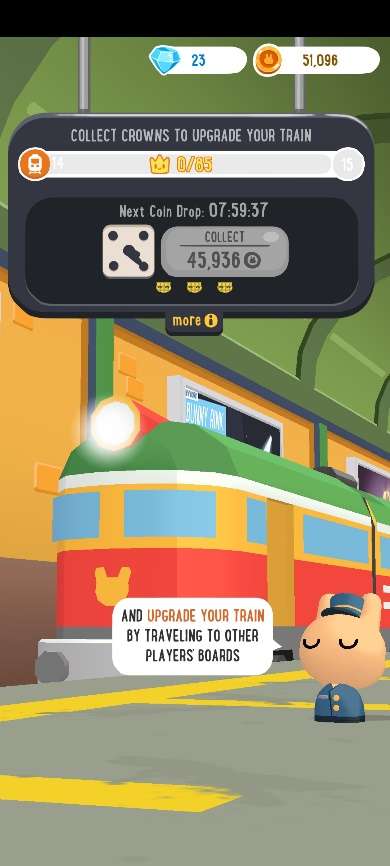 23
51,096
COLLECT CROWNS TO UPGRADE YOUR TRAIN
14
0/85
15
Next Coin Drop: 07:59:37
COLLECT
45,936
more i
BUNNY RINK
AND UPGRADE YOUR TRAIN
BY TRAVELING TO OTHER
PLAYERS' BOARDS